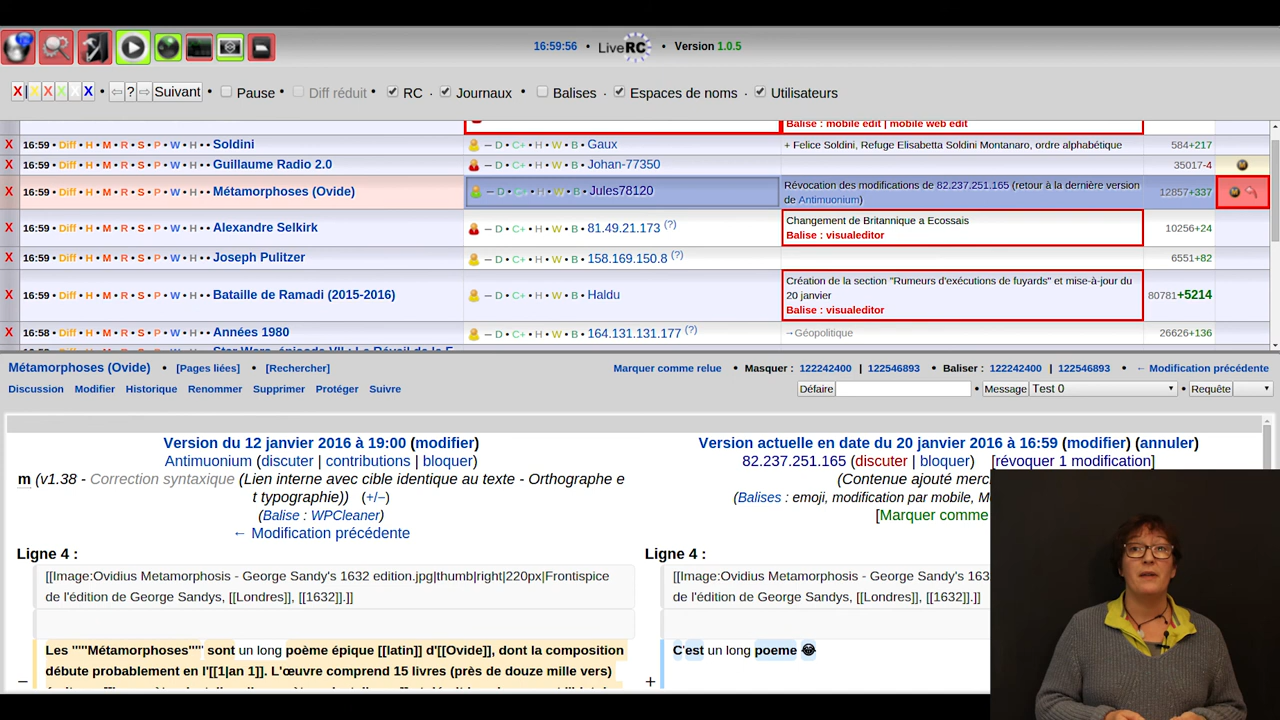 16:59:56 • LiveRC • Version 1.0.5
X X X X X X • ⇦ ? ⇨ Suivant • Pause • Diff réduit • RC · Journaux • Balises · Espaces de noms · Utilisateurs
Balise : mobile edit | mobile web edit
X 16:59 • Diff • H • M • R • S • P • W • H • • Soldini – D • C+ • H • W • B • Gaux + Felice Soldini, Refuge Elisabetta Soldini Montanaro, ordre alphabétique 584+217
X 16:59 • Diff • H • M • R • S • P • W • H • • Guillaume Radio 2.0 – D • C+ • H • W • B • Johan-77350 35017-4
X 16:59 • Diff • H • M • R • S • P • W • H • • Métamorphoses (Ovide) – D • C+ • H • W • B • Jules78120 Révocation des modifications de 82.237.251.165 (retour à la dernière version 12857+337
de Antimuonium)
X 16:59 • Diff • H • M • R • S • P • W • H • • Alexandre Selkirk – D • C+ • H • W • B • 81.49.21.173 (?) Changement de Britannique a Ecossais 10256+24
Balise : visualeditor
X 16:59 • Diff • H • M • R • S • P • W • H • • Joseph Pulitzer – D • C+ • H • W • B • 158.169.150.8 (?) 6551+82
X 16:59 • Diff • H • M • R • S • P • W • H • • Bataille de Ramadi (2015-2016) – D • C+ • H • W • B • Haldu Création de la section "Rumeurs d'exécutions de fuyards" et mise-à-jour du 80781+5214
20 janvier
Balise : visualeditor
X 16:58 • Diff • H • M • R • S • P • W • H • • Années 1980 – D • C+ • H • W • B • 164.131.131.177 (?) →Géopolitique 26626+136
Métamorphoses (Ovide) • [Pages liées] • [Rechercher] Marquer comme relue • Masquer : 122242400 | 122546893 • Baliser : 122242400 | 122546893 • ← Modification précédente
Discussion Modifier Historique Renommer Supprimer Protéger Suivre Défaire • Message Test 0 • Requête
Version du 12 janvier 2016 à 19:00 (modifier)
Antimuonium (discuter | contributions | bloquer)
m (v1.38 - Correction syntaxique (Lien interne avec cible identique au texte - Orthographe e
t typographie)) (+/−)
(Balise : WPCleaner)
← Modification précédente
Version actuelle en date du 20 janvier 2016 à 16:59 (modifier) (annuler)
82.237.251.165 (discuter | bloquer) [révoquer 1 modification]
(Contenue ajouté merci
(Balises : emoji, modification par mobile, M
[Marquer comme
Ligne 4 :
[[Image:Ovidius Metamorphosis - George Sandy's 1632 edition.jpg|thumb|right|220px|Frontispice
de l'édition de George Sandys, [[Londres]], [[1632]].]]
− Les '''''Métamorphoses''''' sont un long poème épique [[latin]] d'[[Ovide]], dont la composition
débute probablement en l'[[1|an 1]]. L'œuvre comprend 15 livres (près de douze mille vers)
Ligne 4 :
[[Image:Ovidius Metamorphosis - George Sandy's 163
de l'édition de George Sandys, [[Londres]], [[1632]].]]
+ C'est un long poeme 😂